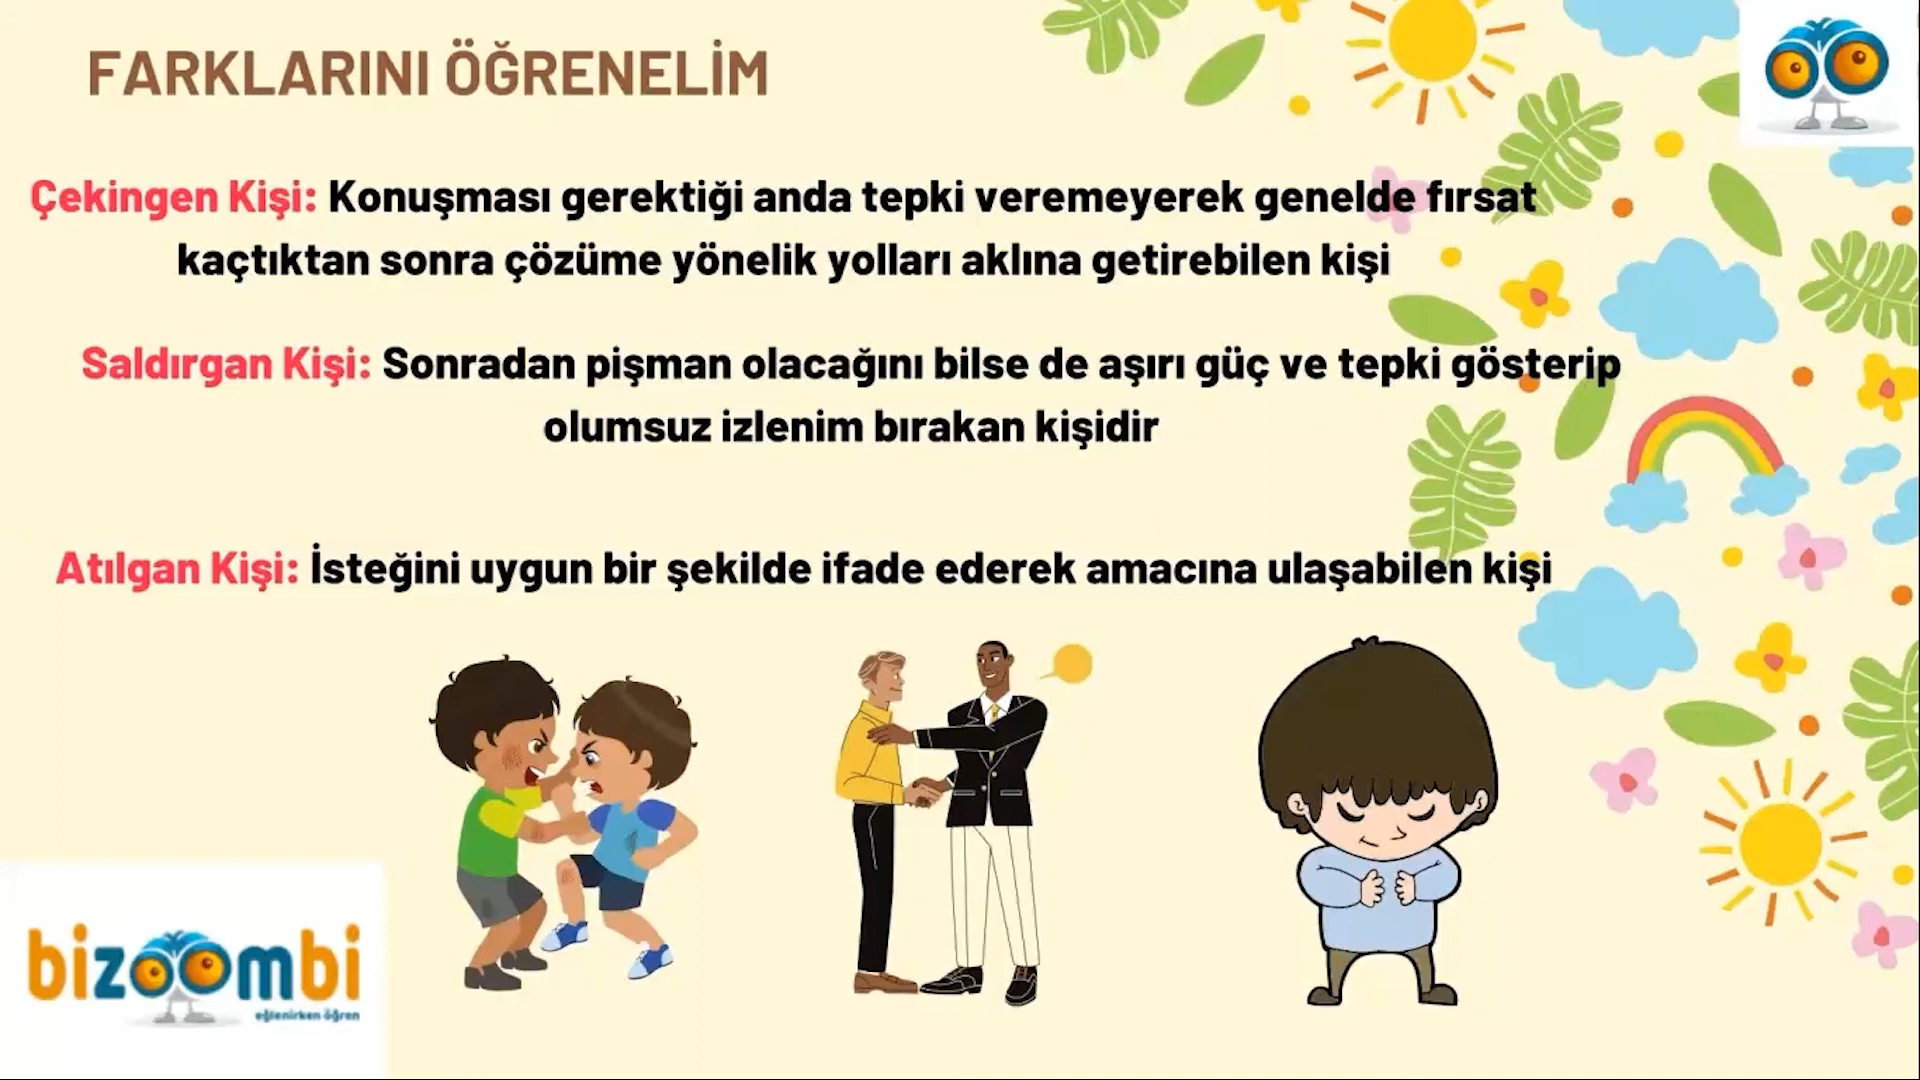 FARKLARINI ÖĞRENELİM
Çekingen Kişi: Konuşması gerektiği anda tepki veremeyerek genelde fırsat
kaçtıktan sonra çözüme yönelik yolları aklına getirebilen kişi
Saldırgan Kişi: Sonradan pişman olacağını bilse de aşırı güç ve tepki gösterip
olumsuz izlenim bırakan kişidir
Atılgan Kişi: İsteğini uygun bir şekilde ifade ederek amacına ulaşabilen kişi
bizoombi
eğlenirken öğren